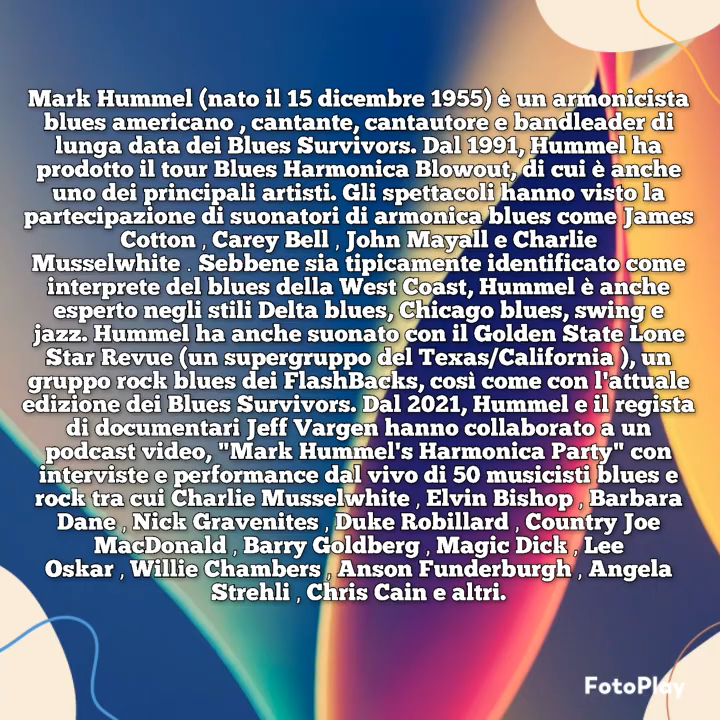 Mark Hummel (nato il 15 dicembre 1955) è un armonicista
blues americano , cantante, cantautore e bandleader di
lunga data dei Blues Survivors. Dal 1991, Hummel ha
prodotto il tour Blues Harmonica Blowout, di cui è anche
uno dei principali artisti. Gli spettacoli hanno visto la
partecipazione di suonatori di armonica blues come James
Cotton , Carey Bell , John Mayall e Charlie
Musselwhite . Sebbene sia tipicamente identificato come
interprete del blues della West Coast, Hummel è anche
esperto negli stili Delta blues, Chicago blues, swing e
jazz. Hummel ha anche suonato con il Golden State Lone
Star Revue (un supergruppo del Texas/California ), un
gruppo rock blues dei FlashBacks, così come con l'attuale
edizione dei Blues Survivors. Dal 2021, Hummel e il regista
di documentari Jeff Vargen hanno collaborato a un
podcast video, "Mark Hummel's Harmonica Party" con
interviste e performance dal vivo di 50 musicisti blues e
rock tra cui Charlie Musselwhite , Elvin Bishop , Barbara
Dane , Nick Gravenites , Duke Robillard , Country Joe
MacDonald , Barry Goldberg , Magic Dick , Lee
Oskar , Willie Chambers , Anson Funderburgh , Angela
Strehli , Chris Cain e altri.
FotoPlay